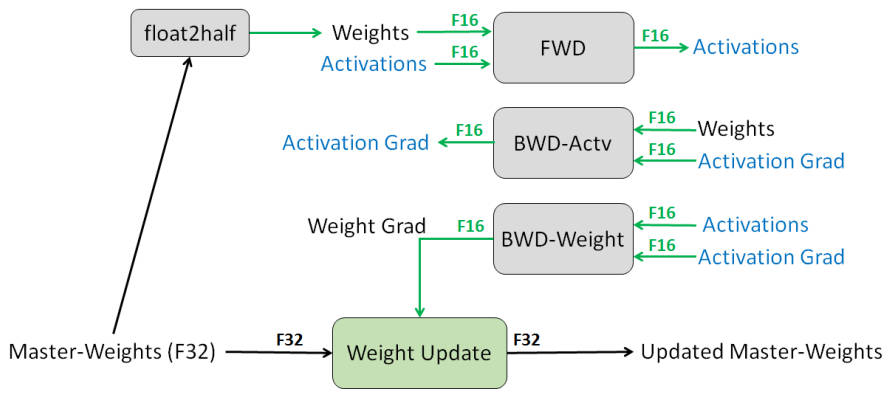 float2half
Weights
F16
FWD
F16
Activations
Activations
F16
Activation Grad
F16
BWD-Actv
F16
Weights
F16
Activation Grad
Weight Grad
F16
BWD-Weight
F16
Activations
F16
Activation Grad
Master-Weights (F32)
F32
Weight Update
F32
Updated Master-Weights